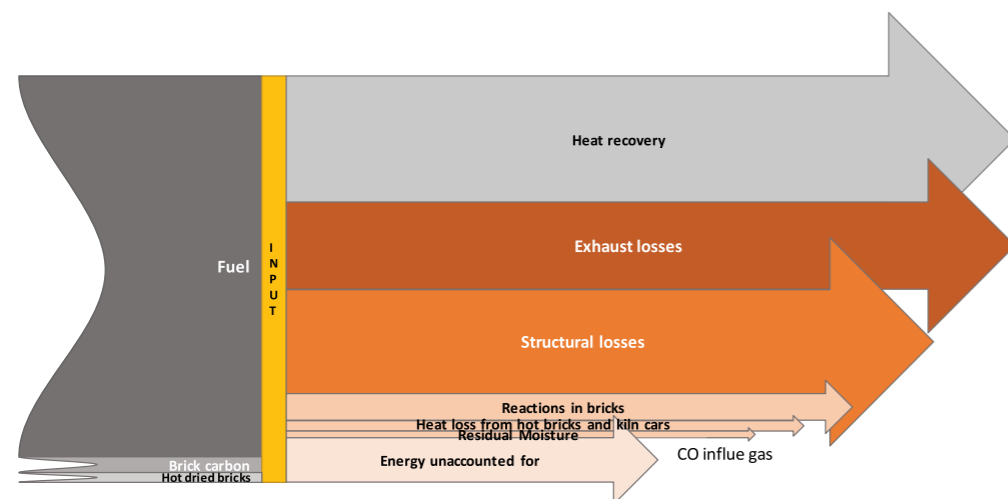 Heat recovery
Fuel
INPUT
Exhaust losses
Structural losses
Reactions in bricks
Heat loss from hot bricks and kiln cars
Residual Moisture
CO influe gas
Brick carbon
Energy unaccounted for
Hot dried bricks